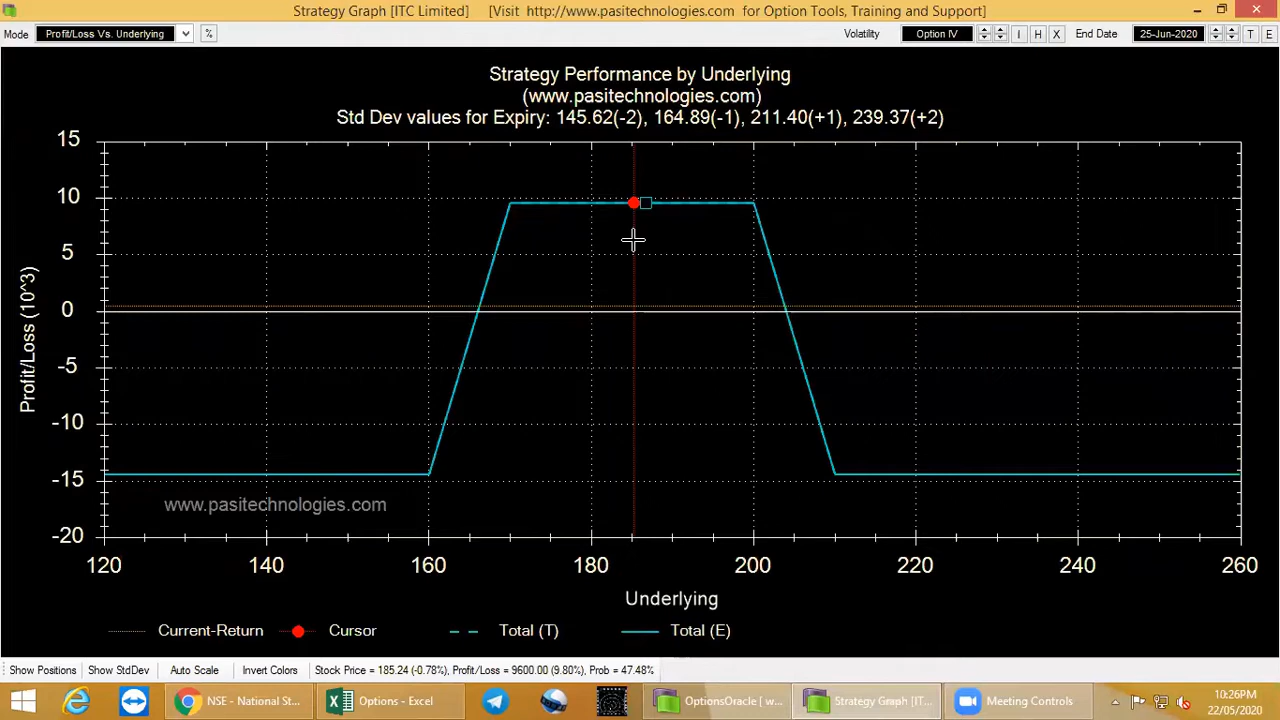 Strategy Graph [ITC Limited] [Visit http://www.pasitechnologies.com for Option Tools, Training and Support]
Mode Profit/Loss Vs. Underlying % Volatility Option IV I H X End Date 25-Jun-2020 T E
Strategy Performance by Underlying
(www.pasitechnologies.com)
Std Dev values for Expiry: 145.62(-2), 164.89(-1), 211.40(+1), 239.37(+2)
15
10
5
0
-5
-10
-15
-20
Profit/Loss (10^3)
www.pasitechnologies.com
120 140 160 180 200 220 240 260
Underlying
Current-Return Cursor Total (T) Total (E)
Show Positions Show StdDev Auto Scale Invert Colors Stock Price = 185.24 (-0.78%), Profit/Loss = 9600.00 (9.80%), Prob = 47.48%
NSE - National St... Options - Excel OptionsOracle [ w... Strategy Graph [IT... Meeting Controls 10:26PM
22/05/2020